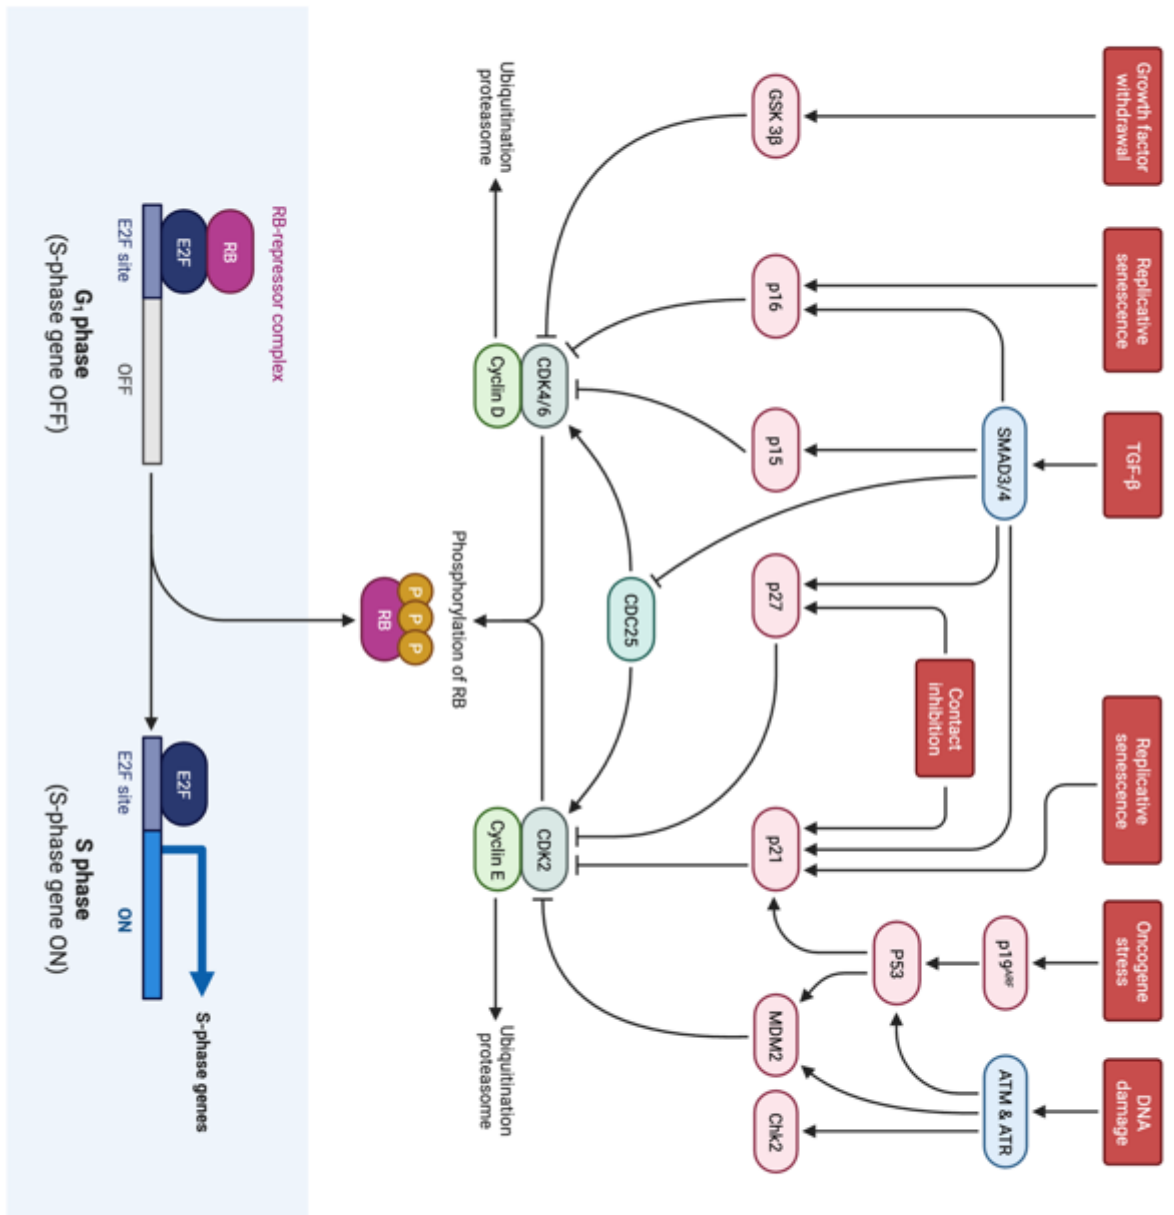 Growth factor
withdrawal
Replicative
senescence
TGF-β
Replicative
senescence
Oncogene
stress
DNA
damage
SMAD3/4
p19ARF
ATM & ATR
Contact
inhibition
P53
GSK 3β
p16
p15
p27
p21
MDM2
Chk2
CDC25
CDK4/6
Cyclin D
CDK2
Cyclin E
Ubiquitination
proteasome
Ubiquitination
proteasome
Phosphorylation of RB
P
P
P
RB
RB-repressor complex
RB
E2F
E2F site
OFF
G₁ phase
(S-phase gene OFF)
S-phase genes
E2F
E2F site
ON
S phase
(S-phase gene ON)